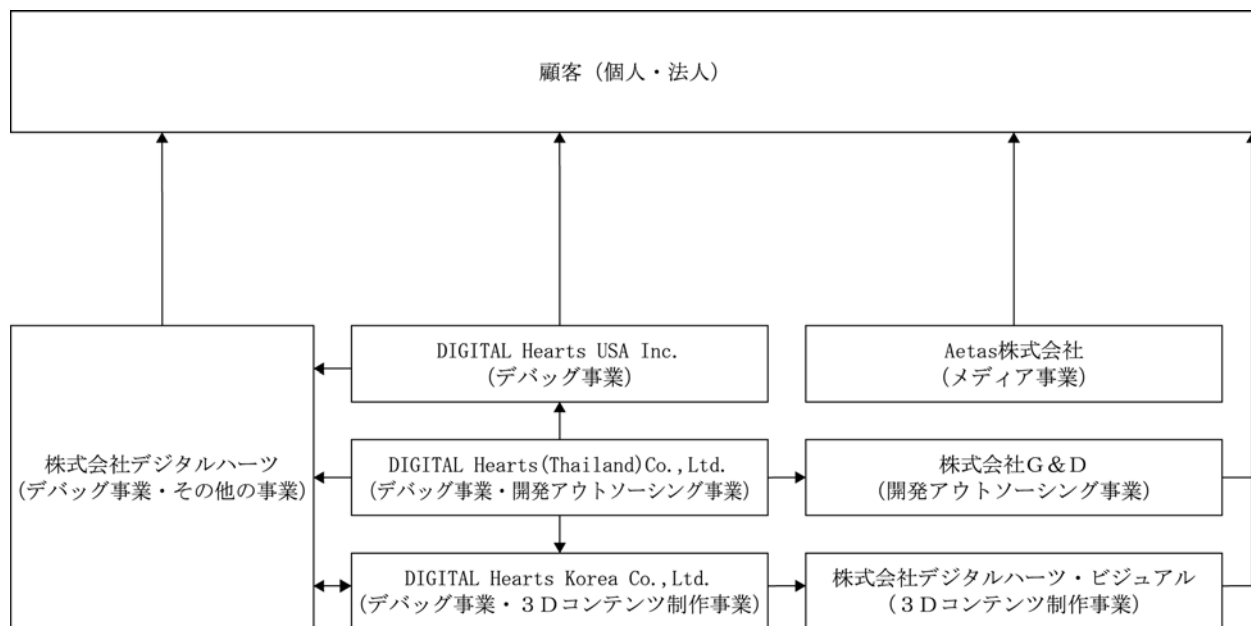 顧客（個人・法人）
DIGITAL Hearts USA Inc.
(デバッグ事業)
Aetas株式会社
(メディア事業)
株式会社デジタルハーツ
(デバッグ事業・その他の事業)
DIGITAL Hearts(Thailand)Co.,Ltd.
(デバッグ事業・開発アウトソーシング事業)
株式会社Ｇ＆Ｄ
(開発アウトソーシング事業)
DIGITAL Hearts Korea Co.,Ltd.
(デバッグ事業・３Ｄコンテンツ制作事業)
株式会社デジタルハーツ・ビジュアル
(３Ｄコンテンツ制作事業)